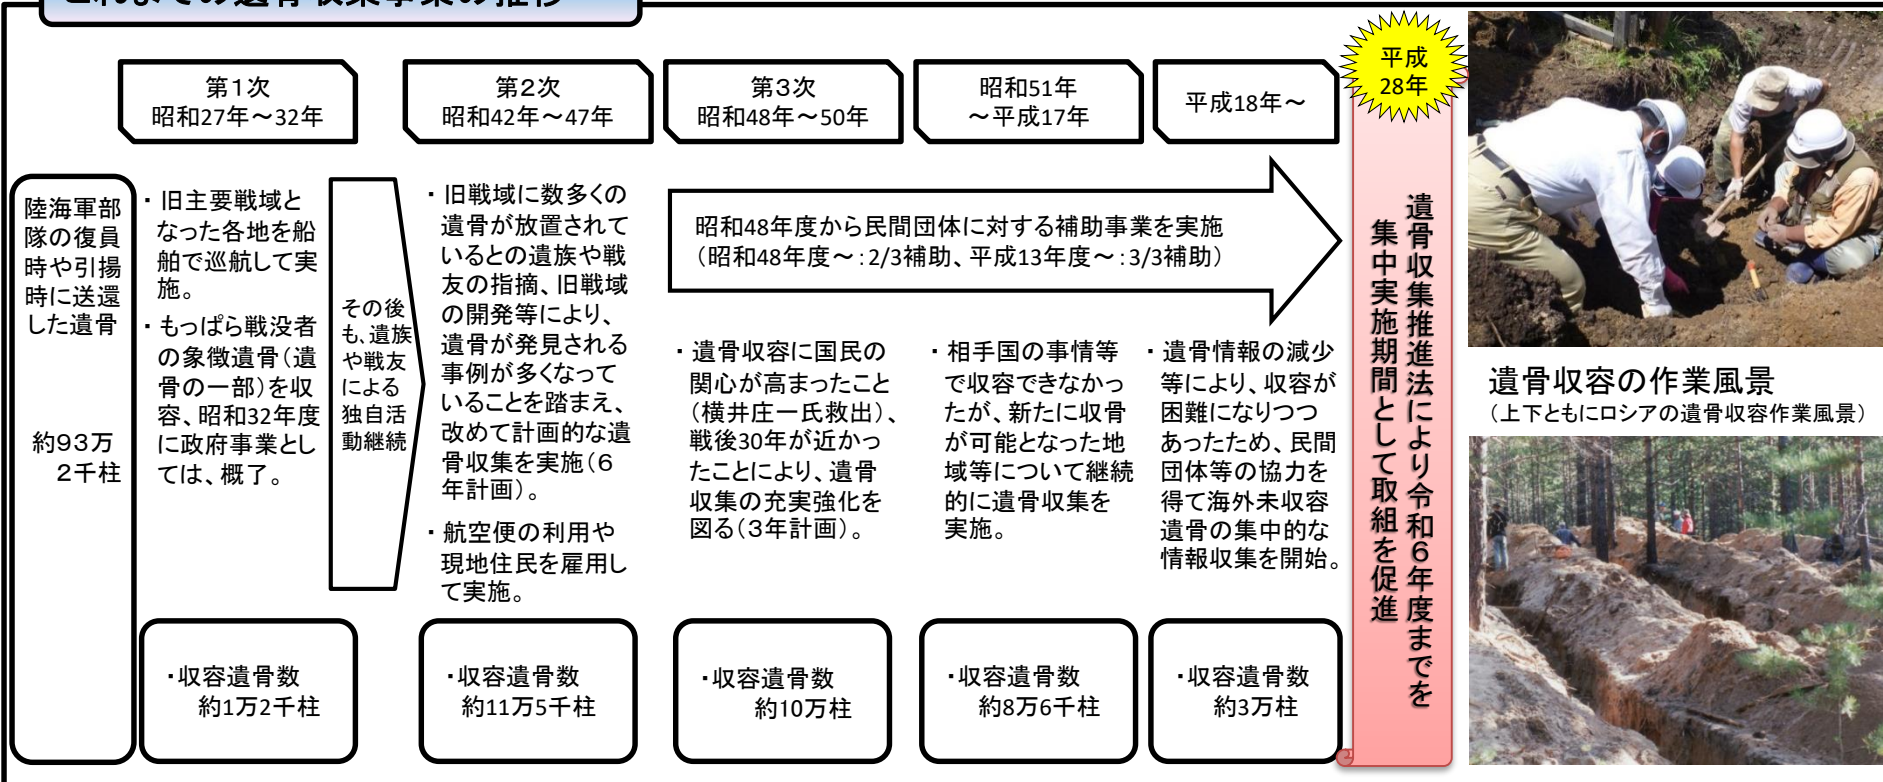 これまでの遺骨収集事業の推移
第1次
昭和27年～32年
第2次
昭和42年～47年
第3次
昭和48年～50年
昭和51年
～平成17年
平成18年～
平成
28年
陸海軍部
隊の復員
時や引揚
時に送還
した遺骨
約93万
2千柱
・旧主要戦域と
なった各地を船
舶で巡航して実
施。
・もっぱら戦没者
の象徴遺骨（遺
骨の一部）を収
容、昭和32年度
に政府事業とし
ては、概了。
その後
も、遺族
や戦友
による
独自活
動継続
・旧戦域に数多くの
遺骨が放置されて
いるとの遺族や戦
友の指摘、旧戦域
の開発等により、
遺骨が発見される
事例が多くなって
いることを踏まえ、
改めて計画的な遺
骨収集を実施（6
年計画）。
・航空便の利用や
現地住民を雇用し
て実施。
昭和48年度から民間団体に対する補助事業を実施
（昭和48年度～：2/3補助、平成13年度～：3/3補助）
・遺骨収容に国民の
関心が高まったこと
（横井庄一氏救出）、
戦後30年が近かっ
たことにより、遺骨
収集の充実強化を
図る（3年計画）。
・相手国の事情等
で収容できなかっ
たが、新たに収骨
が可能となった地
域等について継続
的に遺骨収集を
実施。
・遺骨情報の減少
等により、収容が
困難になりつつ
あったため、民間
団体等の協力を
得て海外未収容
遺骨の集中的な
情報収集を開始。
・収容遺骨数
約1万2千柱
・収容遺骨数
約11万5千柱
・収容遺骨数
約10万柱
・収容遺骨数
約8万6千柱
・収容遺骨数
約3万柱
遺骨収集推進法により令和6年度までを
集中実施期間として取組を促進
遺骨収容の作業風景
（上下ともにロシアの遺骨収容作業風景）